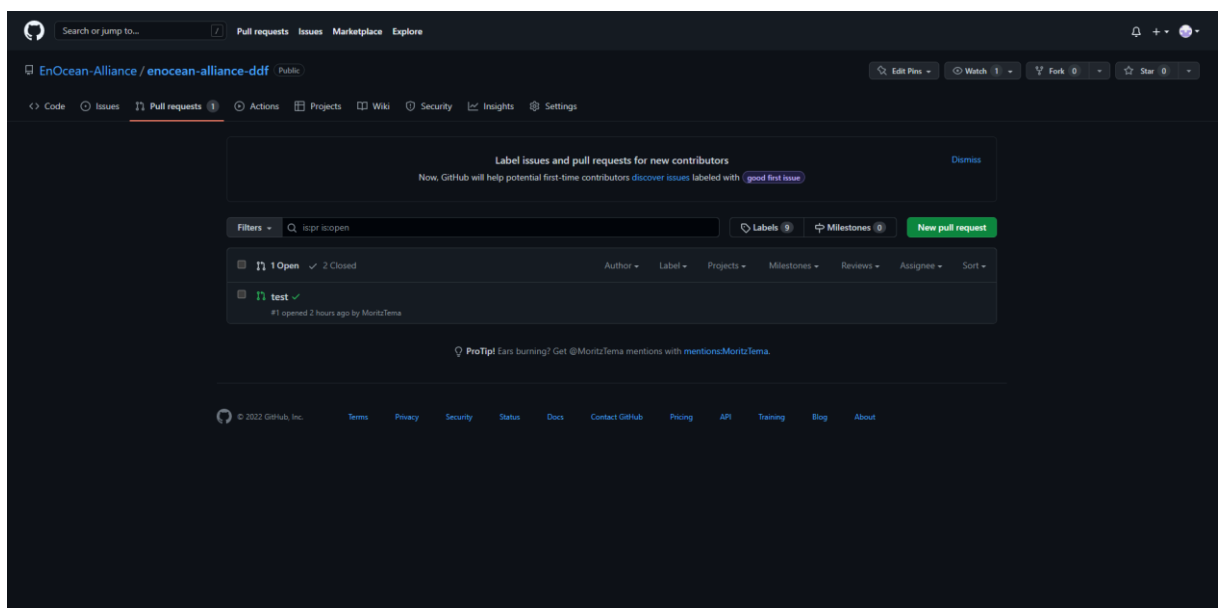 Search or jump to... / Pull requests Issues Marketplace Explore
EnOcean-Alliance / enocean-alliance-ddf Public Edit Pins Watch 1 Fork 0 Star 0
Code Issues Pull requests 1 Actions Projects Wiki Security Insights Settings
Label issues and pull requests for new contributors Dismiss
Now, GitHub will help potential first-time contributors discover issues labeled with good first issue
Filters is:pr is:open Labels 9 Milestones 0 New pull request
1 Open 2 Closed Author Label Projects Milestones Reviews Assignee Sort
test
#1 opened 2 hours ago by MoritzTema
ProTip! Ears burning? Get @MoritzTema mentions with mentions:MoritzTema.
© 2022 GitHub, Inc. Terms Privacy Security Status Docs Contact GitHub Pricing API Training Blog About